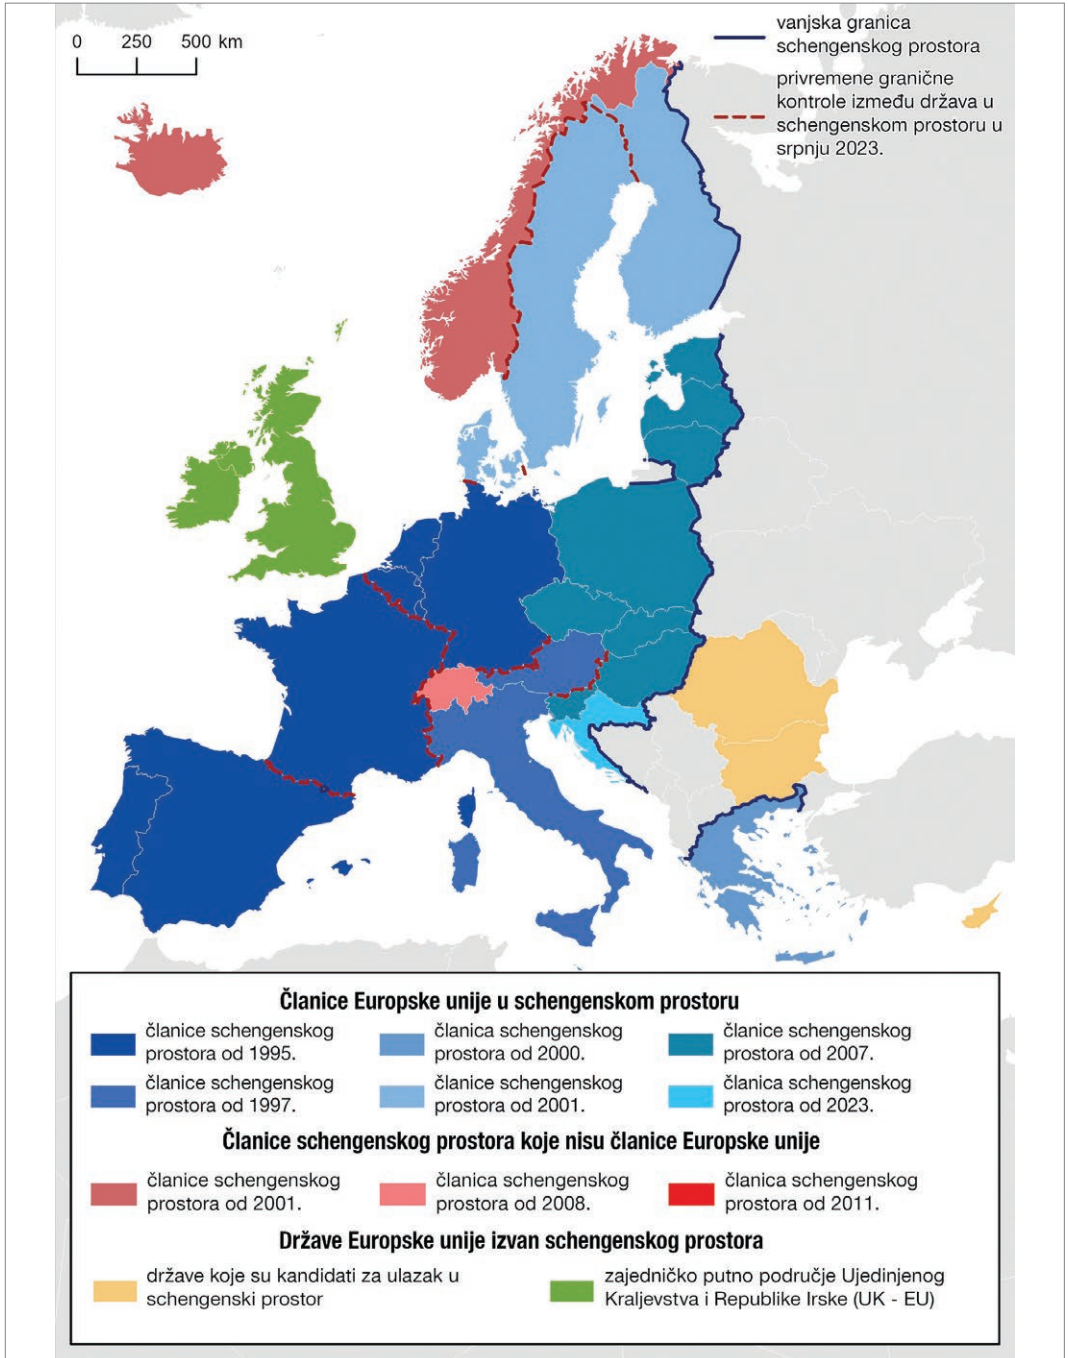 0 250 500 km
vanjska granica
schengenskog prostora
privremene granične
kontrole između država u
schengenskom prostoru u
srpnju 2023.
Članice Europske unije u schengenskom prostoru
članice schengenskog
prostora od 1995.
članica schengenskog
prostora od 2000.
članice schengenskog
prostora od 2007.
članice schengenskog
prostora od 1997.
članice schengenskog
prostora od 2001.
članica schengenskog
prostora od 2023.
Članice schengenskog prostora koje nisu članice Europske unije
članice schengenskog
prostora od 2001.
članica schengenskog
prostora od 2008.
članica schengenskog
prostora od 2011.
Države Europske unije izvan schengenskog prostora
države koje su kandidati za ulazak u
schengenski prostor
zajedničko putno područje Ujedinjenog
Kraljevstva i Republike Irske (UK - EU)